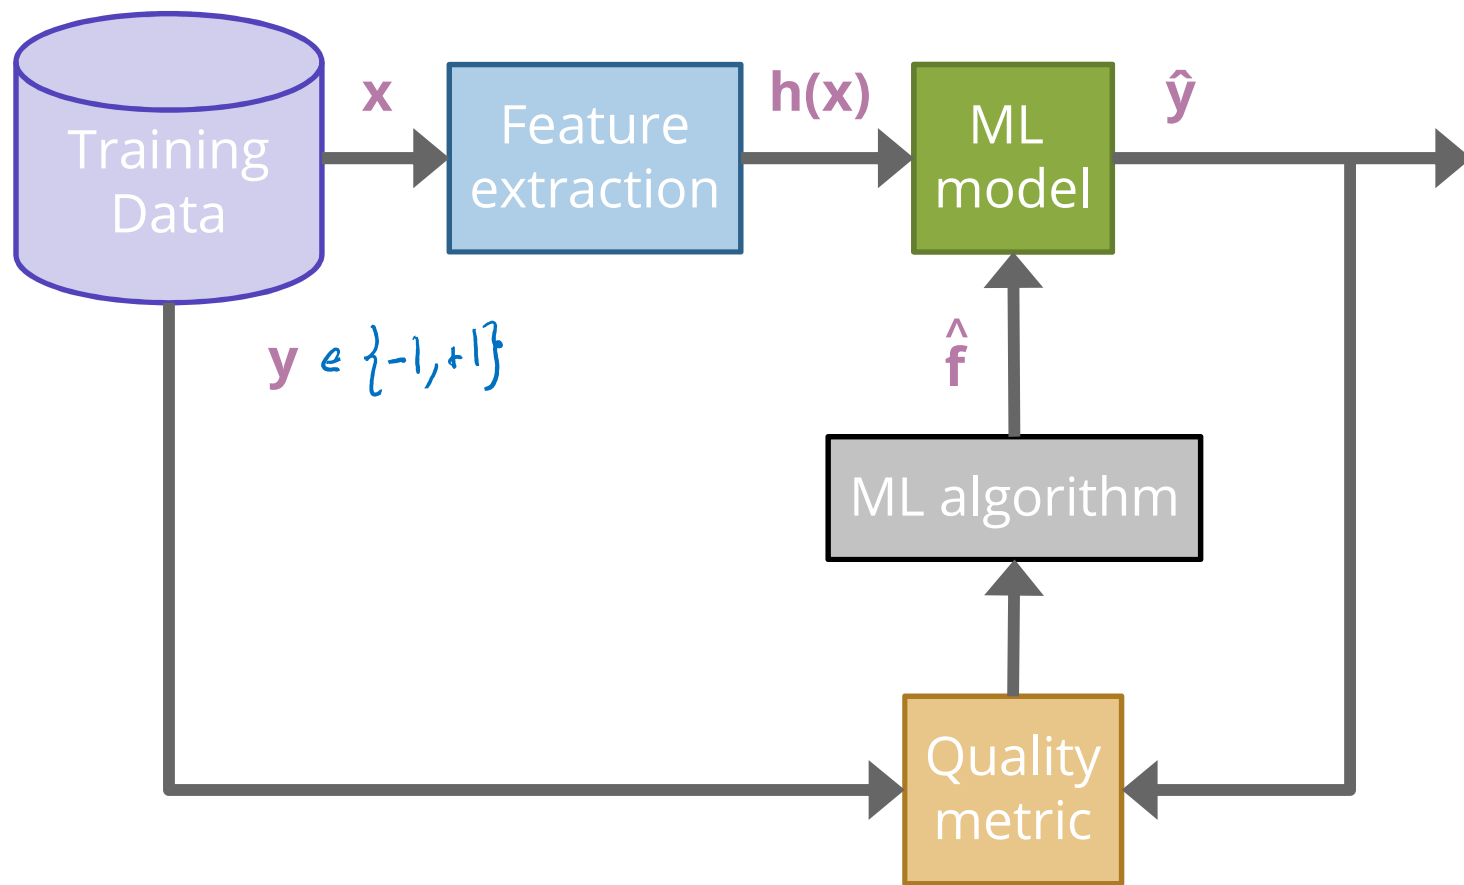 x
h(x)
ŷ
Training
Data
Feature
extraction
ML
model
y ∈ {-1,+1}
f̂
ML algorithm
Quality
metric